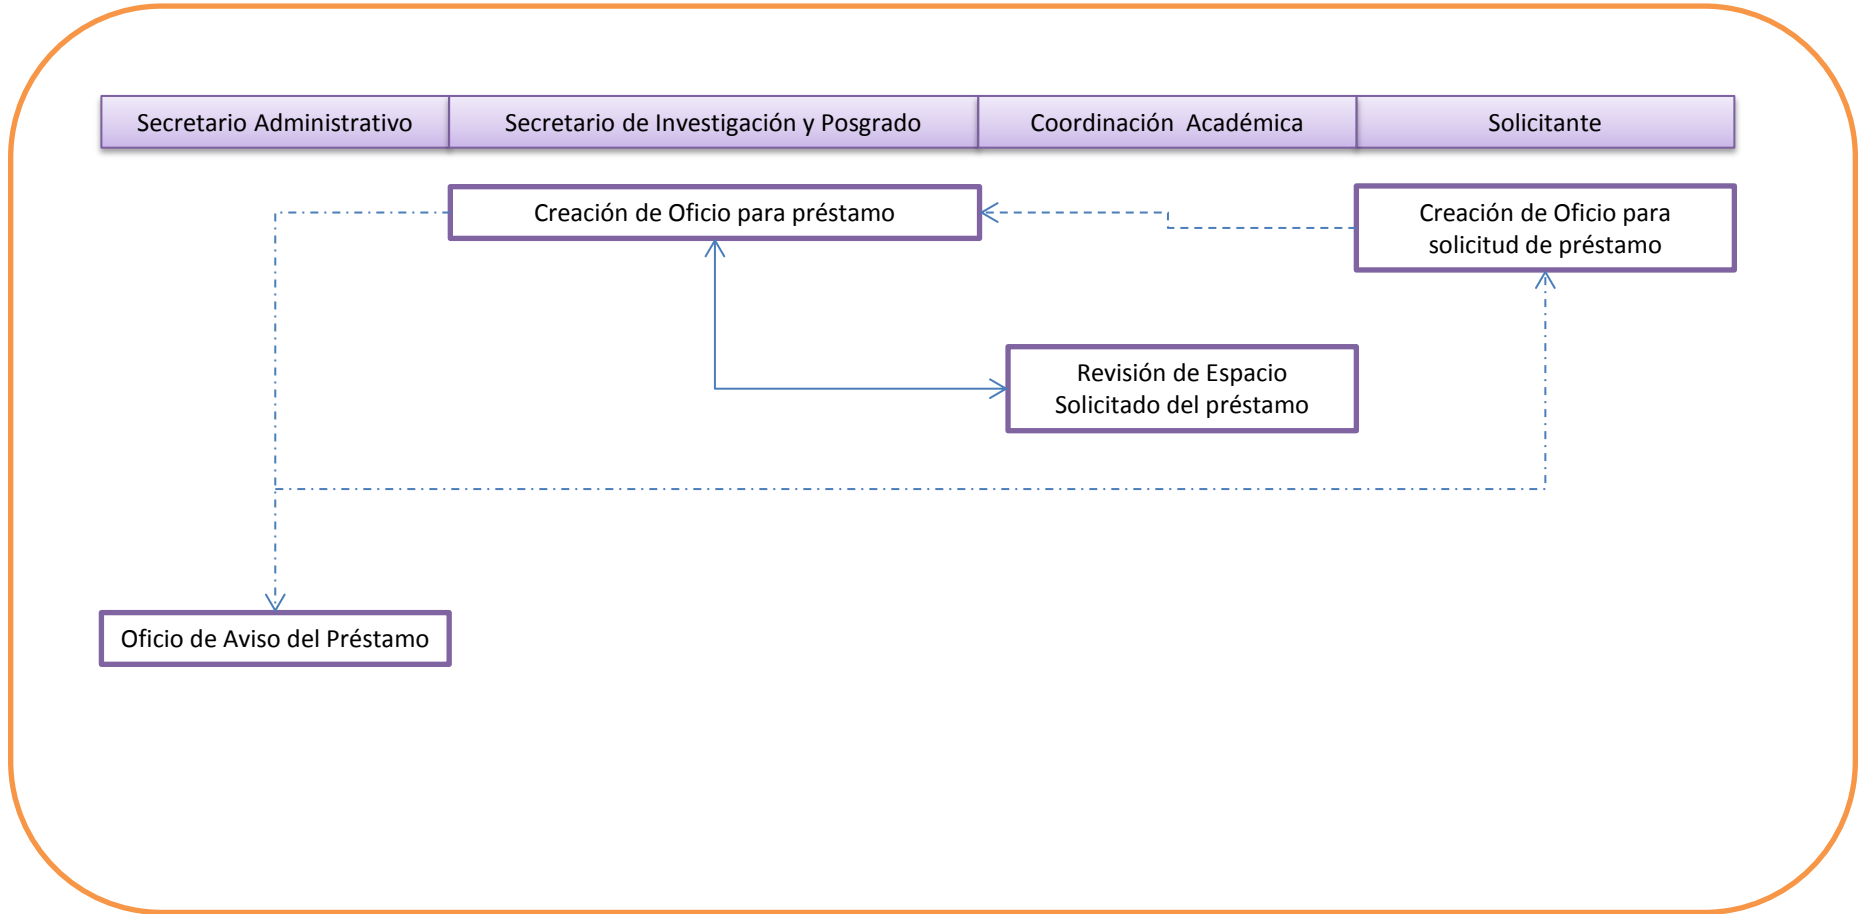 Secretario Administrativo
Secretario de Investigación y Posgrado
Coordinación Académica
Solicitante
Creación de Oficio para préstamo
Creación de Oficio para
solicitud de préstamo
Revisión de Espacio
Solicitado del préstamo
Oficio de Aviso del Préstamo